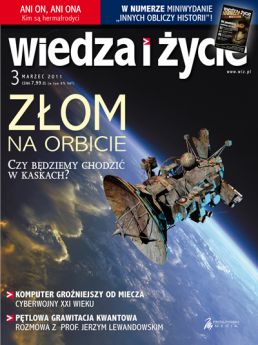 ANI ON, ANI ONA
Kim są hermafrodyci
W NUMERZE MINIWYDANIE
„INNYCH OBLICZY HISTORII”!
wiedza i życie
www.wiz.pl
3 MARZEC 2011
ZŁOM
NA ORBICIE
CZY BĘDZIEMY CHODZIĆ
W KASKACH?
KOMPUTER GROŹNIEJSZY OD MIECZA
CYBERWOJNY XXI WIEKU
PĘTLOWA GRAWITACJA KWANTOWA
ROZMOWA Z PROF. JERZYM LEWANDOWSKIM
PRÓSZYŃSKI
MEDIA